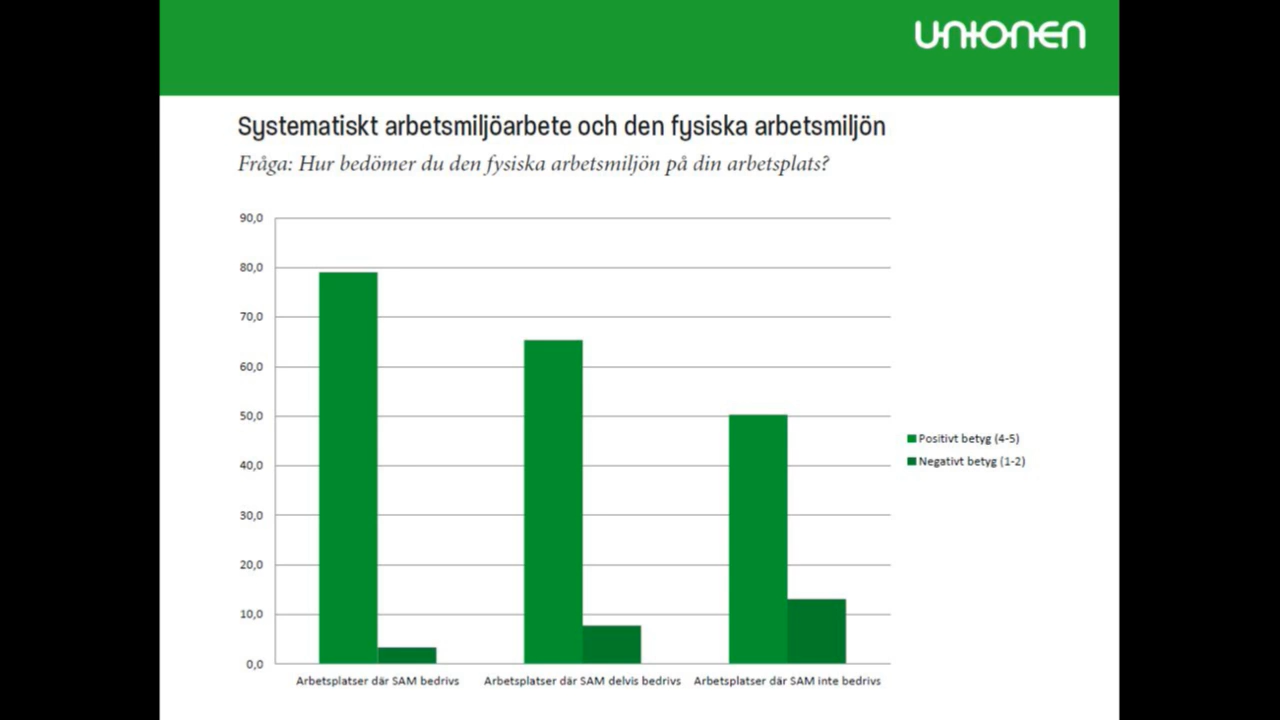 UNIONEN
Systematiskt arbetsmiljöarbete och den fysiska arbetsmiljön
Fråga: Hur bedömer du den fysiska arbetsmiljön på din arbetsplats?
90,0
80,0
70,0
60,0
50,0
40,0
30,0
20,0
10,0
0,0
Positivt betyg (4-5)
Negativt betyg (1-2)
Arbetsplatser där SAM bedrivs
Arbetsplatser där SAM delvis bedrivs
Arbetsplatser där SAM inte bedrivs